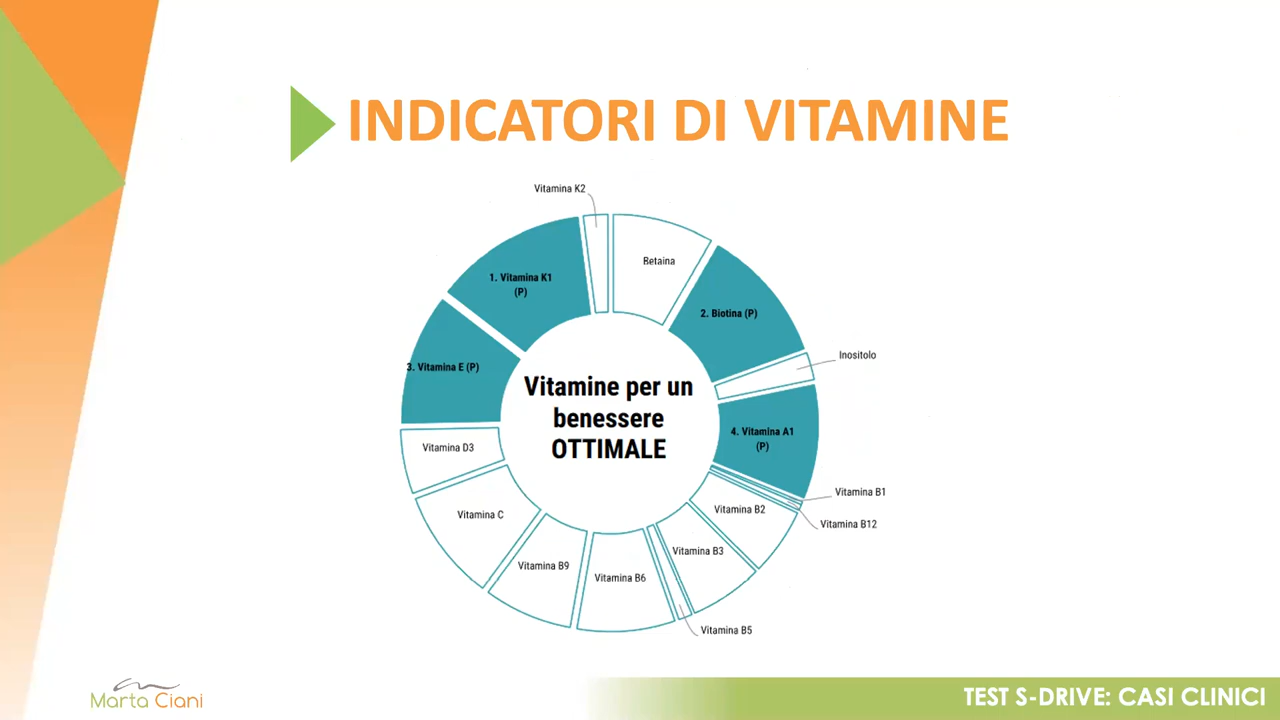 INDICATORI DI VITAMINE
Vitamina K2
Betaina
1. Vitamina K1
(P)
2. Biotina (P)
Inositolo
3. Vitamina E (P)
Vitamine per un
benessere
OTTIMALE
4. Vitamina A1
(P)
Vitamina D3
Vitamina B1
Vitamina B2
Vitamina C
Vitamina B12
Vitamina B3
Vitamina B9
Vitamina B6
Vitamina B5
Marta Ciani
TEST S-DRIVE: CASI CLINICI